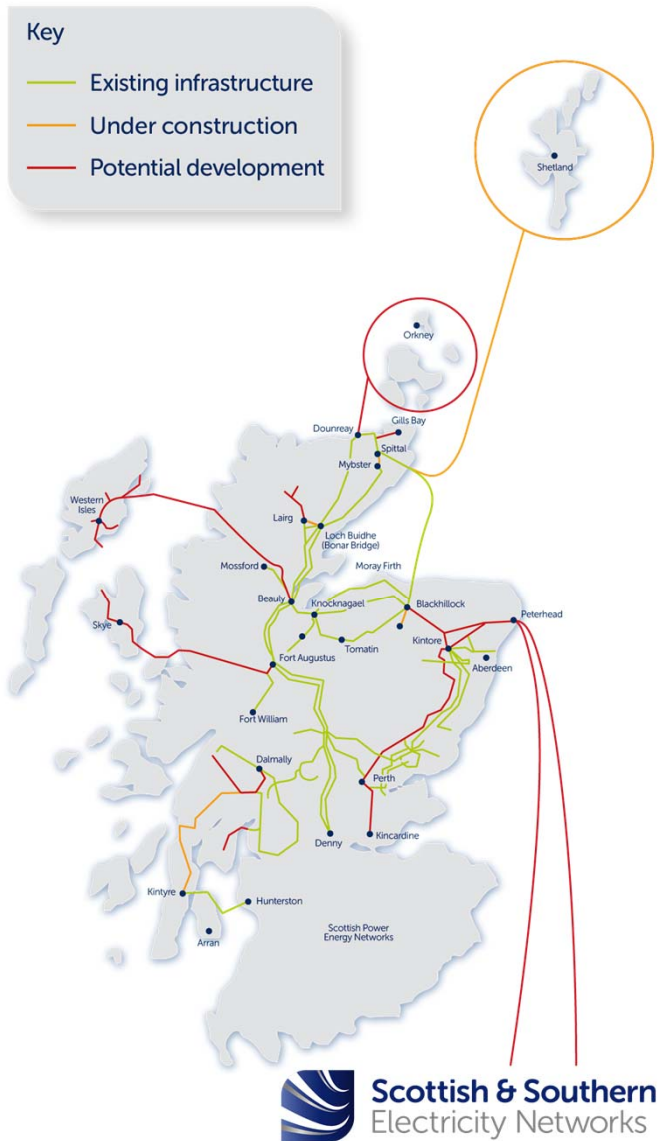 Key
Existing infrastructure
Under construction
Potential development
Shetland
Orkney
Dounreay
Gills Bay
Spittal
Mybster
Western
Isles
Lairg
Loch Buidhe
(Bonar Bridge)
Mossford
Moray Firth
Beauly
Knocknagael
Blackhillock
Peterhead
Skye
Kintore
Tomatin
Fort Augustus
Aberdeen
Fort William
Dalmally
Perth
Denny
Kincardine
Kintyre
Hunterston
Arran
Scottish Power
Energy Networks
Scottish & Southern
Electricity Networks